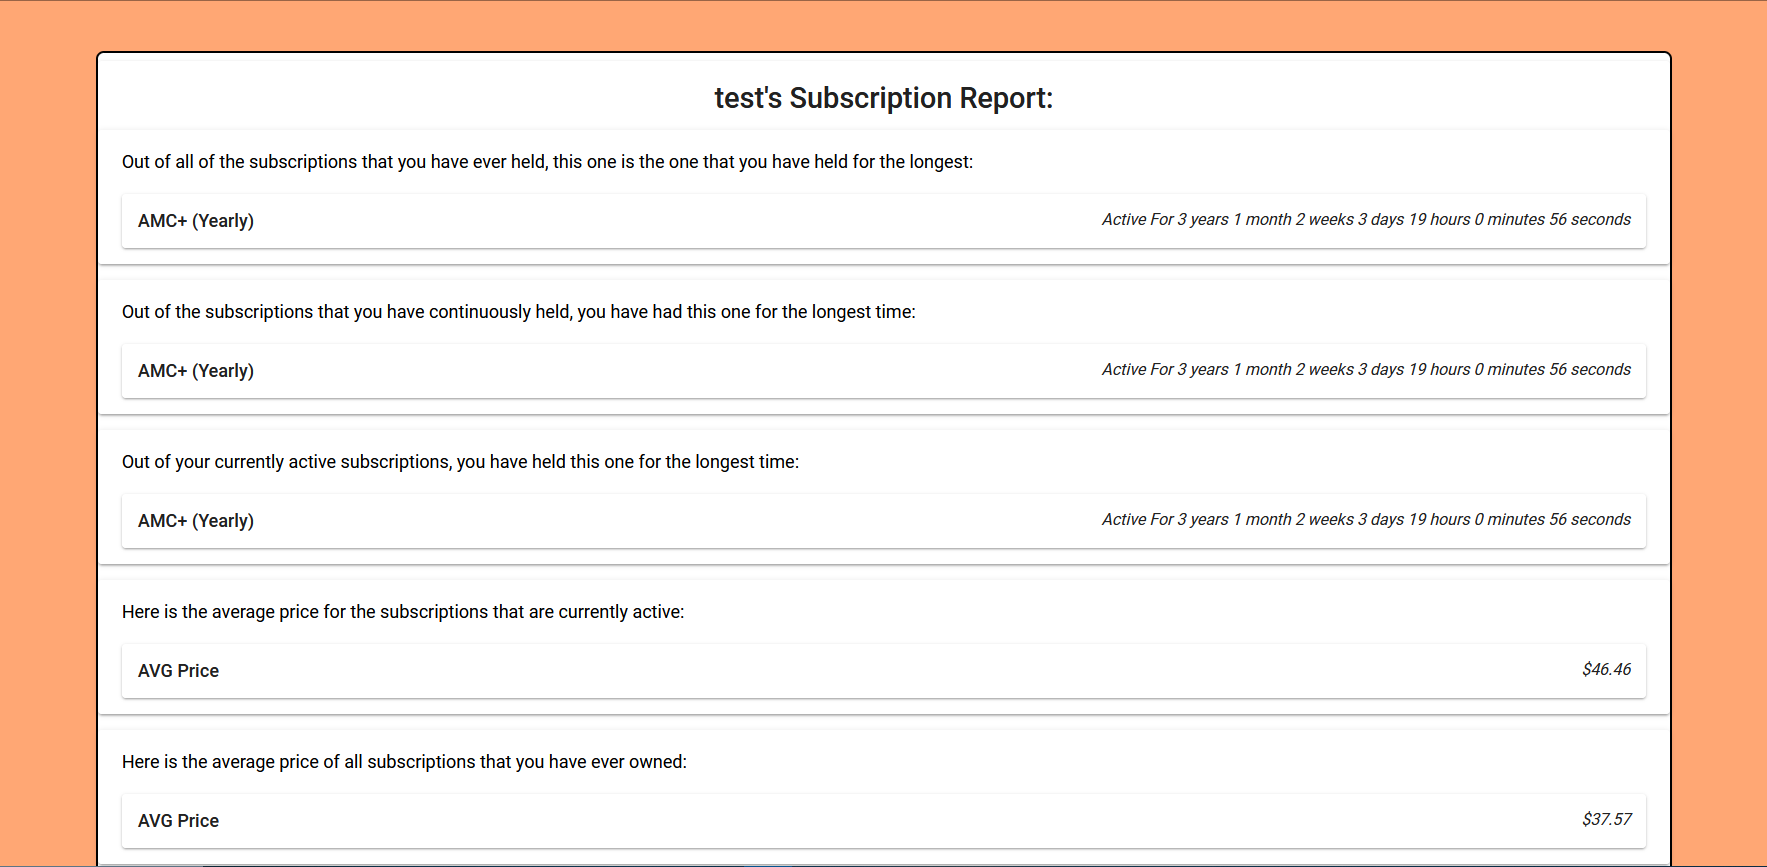 test's Subscription Report:
Out of all of the subscriptions that you have ever held, this one is the one that you have held for the longest:
AMC+ (Yearly) Active For 3 years 1 month 2 weeks 3 days 19 hours 0 minutes 56 seconds
Out of the subscriptions that you have continuously held, you have had this one for the longest time:
AMC+ (Yearly) Active For 3 years 1 month 2 weeks 3 days 19 hours 0 minutes 56 seconds
Out of your currently active subscriptions, you have held this one for the longest time:
AMC+ (Yearly) Active For 3 years 1 month 2 weeks 3 days 19 hours 0 minutes 56 seconds
Here is the average price for the subscriptions that are currently active:
AVG Price $46.46
Here is the average price of all subscriptions that you have ever owned:
AVG Price $37.57